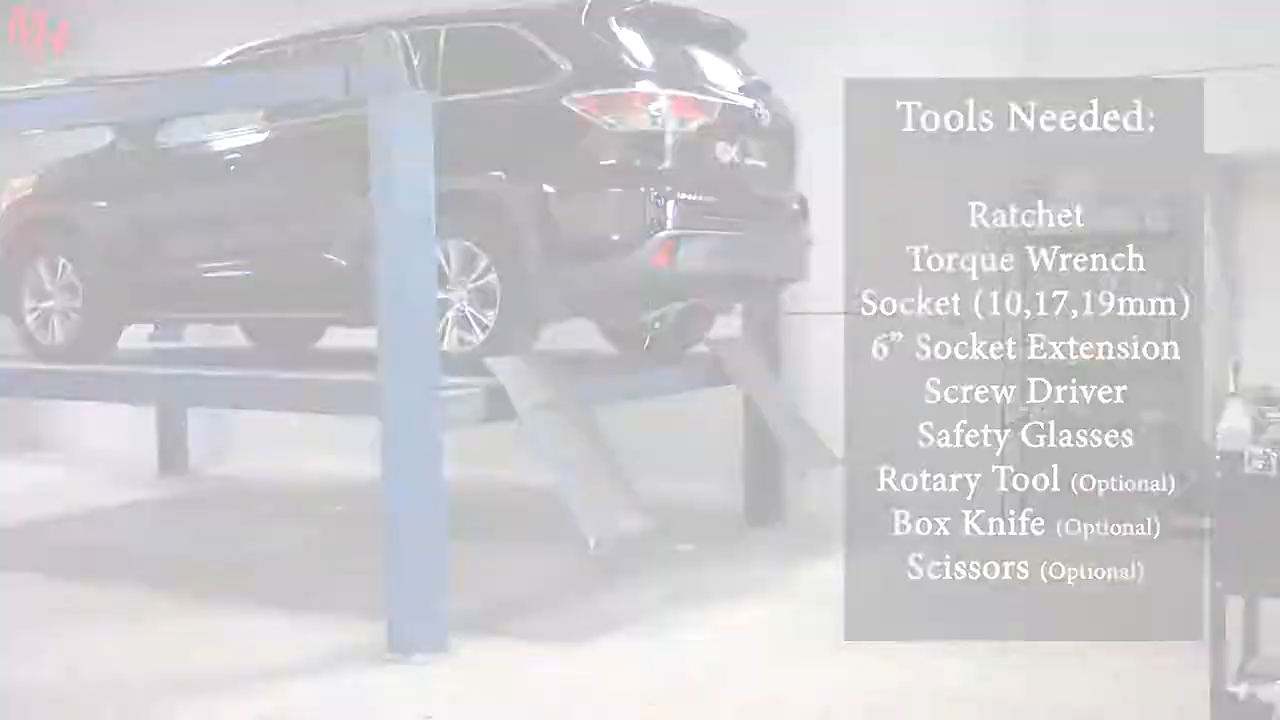 Tools Needed:
Ratchet
Torque Wrench
Socket (10,17,19mm)
6” Socket Extension
Screw Driver
Safety Glasses
Rotary Tool (Optional)
Box Knife (Optional)
Scissors (Optional)